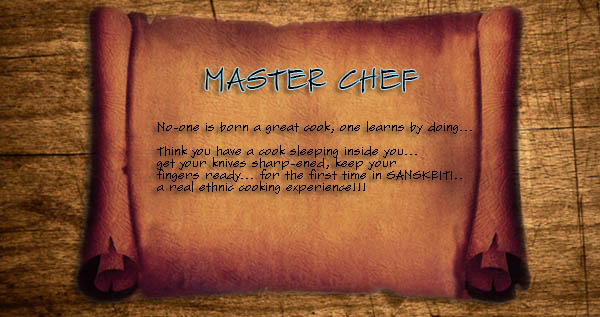 MASTER CHEF
No-one is born a great cook, one learns by doing...
Think you have a cook sleeping inside you...
get your knives sharp-ened, keep your
fingers ready... for the first time in SANSKRITI..
a real ethnic cooking experience!!!